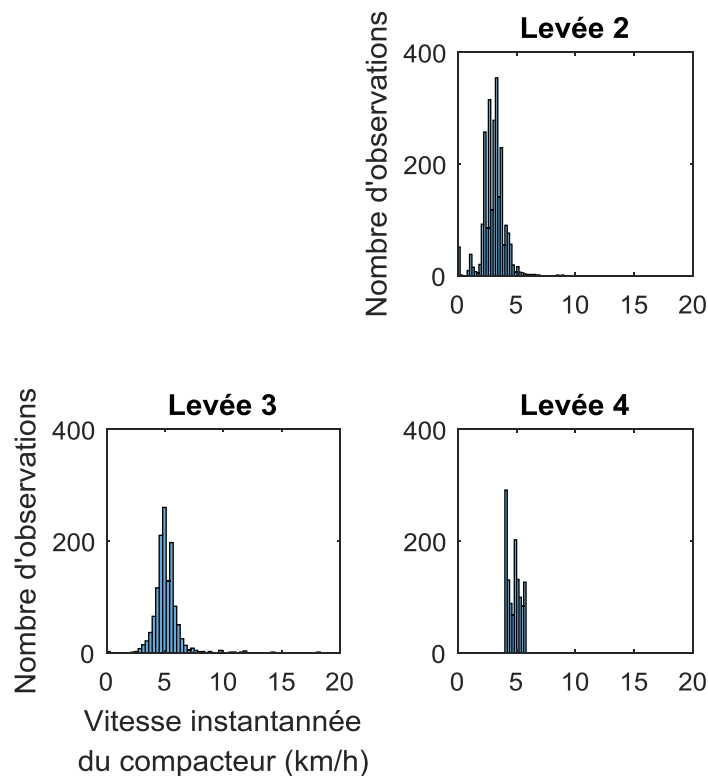 Levée 2
Nombre d'observations
400
200
0
0 5 10 15 20
Levée 3
Nombre d'observations
400
200
0
0 5 10 15 20
Vitesse instantannée
du compacteur (km/h)
Levée 4
400
200
0
0 5 10 15 20